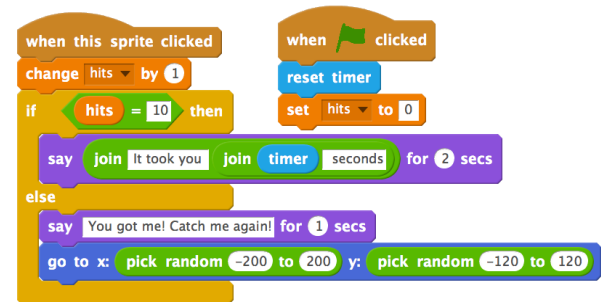 when this sprite clicked
change hits by 1
if hits = 10 then
say join It took you join timer seconds for 2 secs
else
say You got me! Catch me again! for 1 secs
go to x: pick random -200 to 200 y: pick random -120 to 120
when clicked
reset timer
set hits to 0